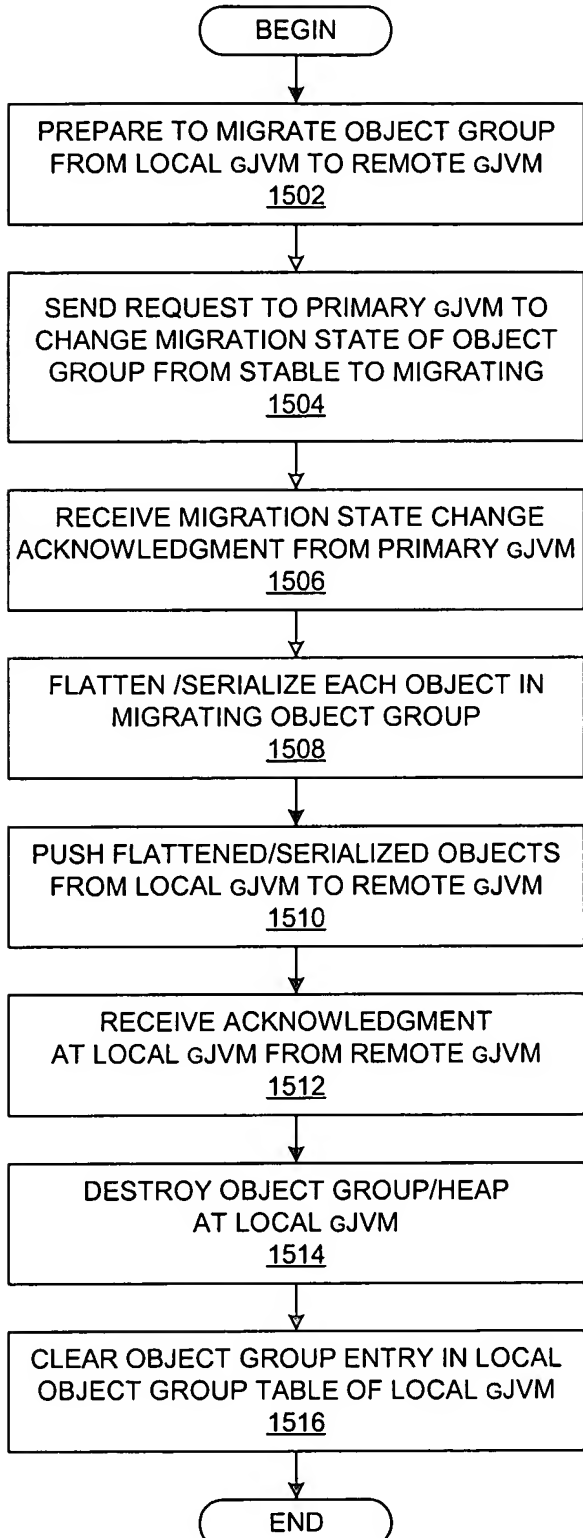 BEGIN
PREPARE TO MIGRATE OBJECT GROUP
FROM LOCAL GJVM TO REMOTE GJVM
1502
SEND REQUEST TO PRIMARY GJVM TO
CHANGE MIGRATION STATE OF OBJECT
GROUP FROM STABLE TO MIGRATING
1504
RECEIVE MIGRATION STATE CHANGE
ACKNOWLEDGMENT FROM PRIMARY GJVM
1506
FLATTEN /SERIALIZE EACH OBJECT IN
MIGRATING OBJECT GROUP
1508
PUSH FLATTENED/SERIALIZED OBJECTS
FROM LOCAL GJVM TO REMOTE GJVM
1510
RECEIVE ACKNOWLEDGMENT
AT LOCAL GJVM FROM REMOTE GJVM
1512
DESTROY OBJECT GROUP/HEAP
AT LOCAL GJVM
1514
CLEAR OBJECT GROUP ENTRY IN LOCAL
OBJECT GROUP TABLE OF LOCAL GJVM
1516
END